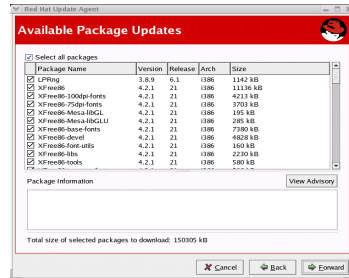 Red Hat Update Agent
Available Package Updates
Select all packages
Package Name Version Release Arch Size
LPRng 3.8.9 6.1 i386 1142 kB
XFree86 4.2.1 21 i386 11136 kB
XFree86-100dpi-fonts 4.2.1 21 i386 4213 kB
XFree86-75dpi-fonts 4.2.1 21 i386 3703 kB
XFree86-Mesa-libGL 4.2.1 21 i386 195 kB
XFree86-Mesa-libGLU 4.2.1 21 i386 285 kB
XFree86-base-fonts 4.2.1 21 i386 7380 kB
XFree86-devel 4.2.1 21 i386 4828 kB
XFree86-font-utils 4.2.1 21 i386 160 kB
XFree86-libs 4.2.1 21 i386 2230 kB
XFree86-tools 4.2.1 21 i386 580 kB
Package Information
View Advisory
Total size of selected packages to download: 150305 kB
Cancel
Back
Forward